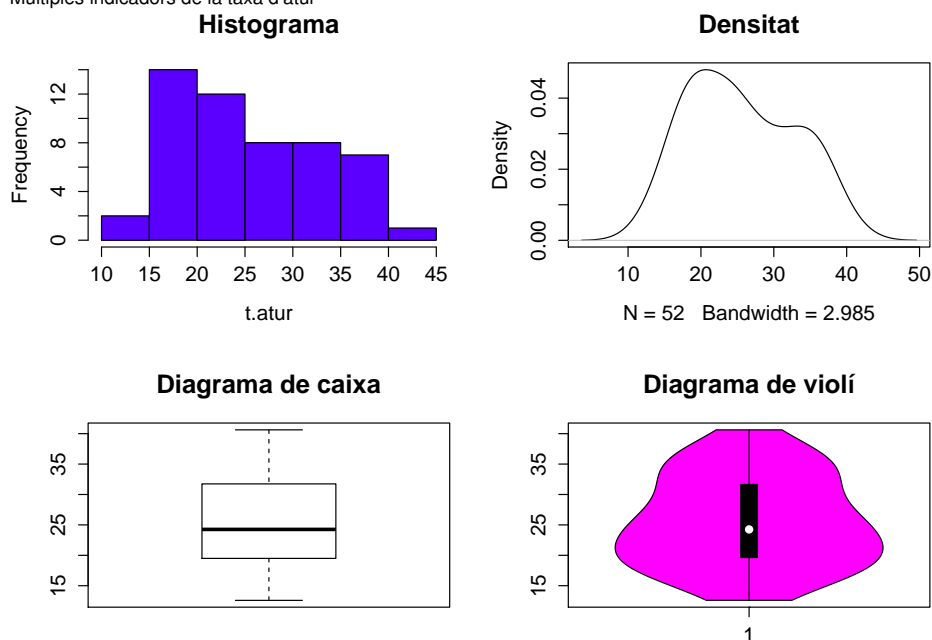 Múltiples indicadors de la taxa d'atur
Histograma
Frequency
0 4 8 12
10 15 20 25 30 35 40 45
t.atur
Densitat
Density
0.00 0.02 0.04
10 20 30 40 50
N = 52 Bandwidth = 2.985
Diagrama de caixa
15 25 35
Diagrama de violí
15 25 35
1